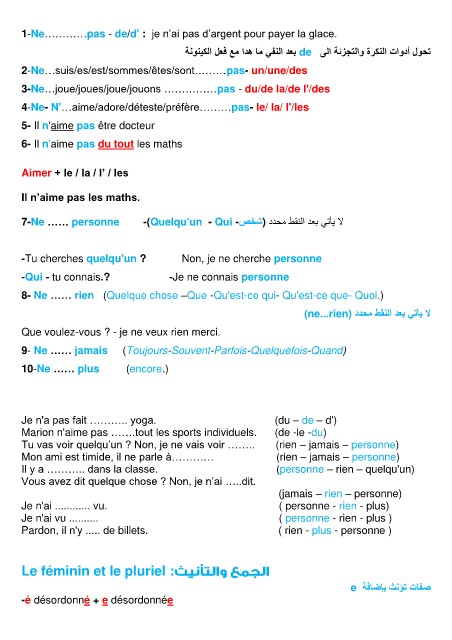 1-Ne…………pas - de/d' : je n'ai pas d'argent pour payer la glace.
تحول أدوات النكرة والتجزئة الى de بعد النفي ما هدا مع فعل الكينونة
2-Ne…suis/es/est/sommes/êtes/sont………pas- un/une/des
3-Ne…joue/joues/joue/jouons ……………pas - du/de la/de l'/des
4-Ne- N'…aime/adore/déteste/préfère………pas- le/ la/ l'/les
5- Il n'aime pas être docteur
6- Il n'aime pas du tout les maths
Aimer + le / la / l' / les
Il n'aime pas les maths.
7-Ne …… personne -(Quelqu'un - Qui -شخص) لا يأتي بعد النقط محدد
-Tu cherches quelqu'un ? Non, je ne cherche personne
-Qui - tu connais.? -Je ne connais personne
8- Ne …… rien (Quelque chose –Que -Qu'est-ce qui- Qu'est-ce que- Quoi.)
لا يأتي بعد النقط محدد (ne...rien)
Que voulez-vous ? - je ne veux rien merci.
9- Ne …… jamais (Toujours-Souvent-Parfois-Quelquefois-Quand)
10-Ne …… plus (encore.)
Je n'a pas fait ……….. yoga. (du – de – d')
Marion n'aime pas …….tout les sports individuels. (de -le -du)
Tu vas voir quelqu'un ? Non, je ne vais voir …….. (rien – jamais – personne)
Mon ami est timide, il ne parle à………… (rien – jamais – personne)
Il y a ……….. dans la classe. (personne – rien – quelqu'un)
Vous avez dit quelque chose ? Non, je n'ai …..dit.
(jamais – rien – personne)
Je n'ai ............ vu. ( personne - rien - plus)
Je n'ai vu .......... ( personne - rien - plus )
Pardon, il n'y ..... de billets. ( rien - plus - personne )
Le féminin et le pluriel :الجمع والتأنيث
صفات تونث بإضافة e
-é désordonné + e désordonnée